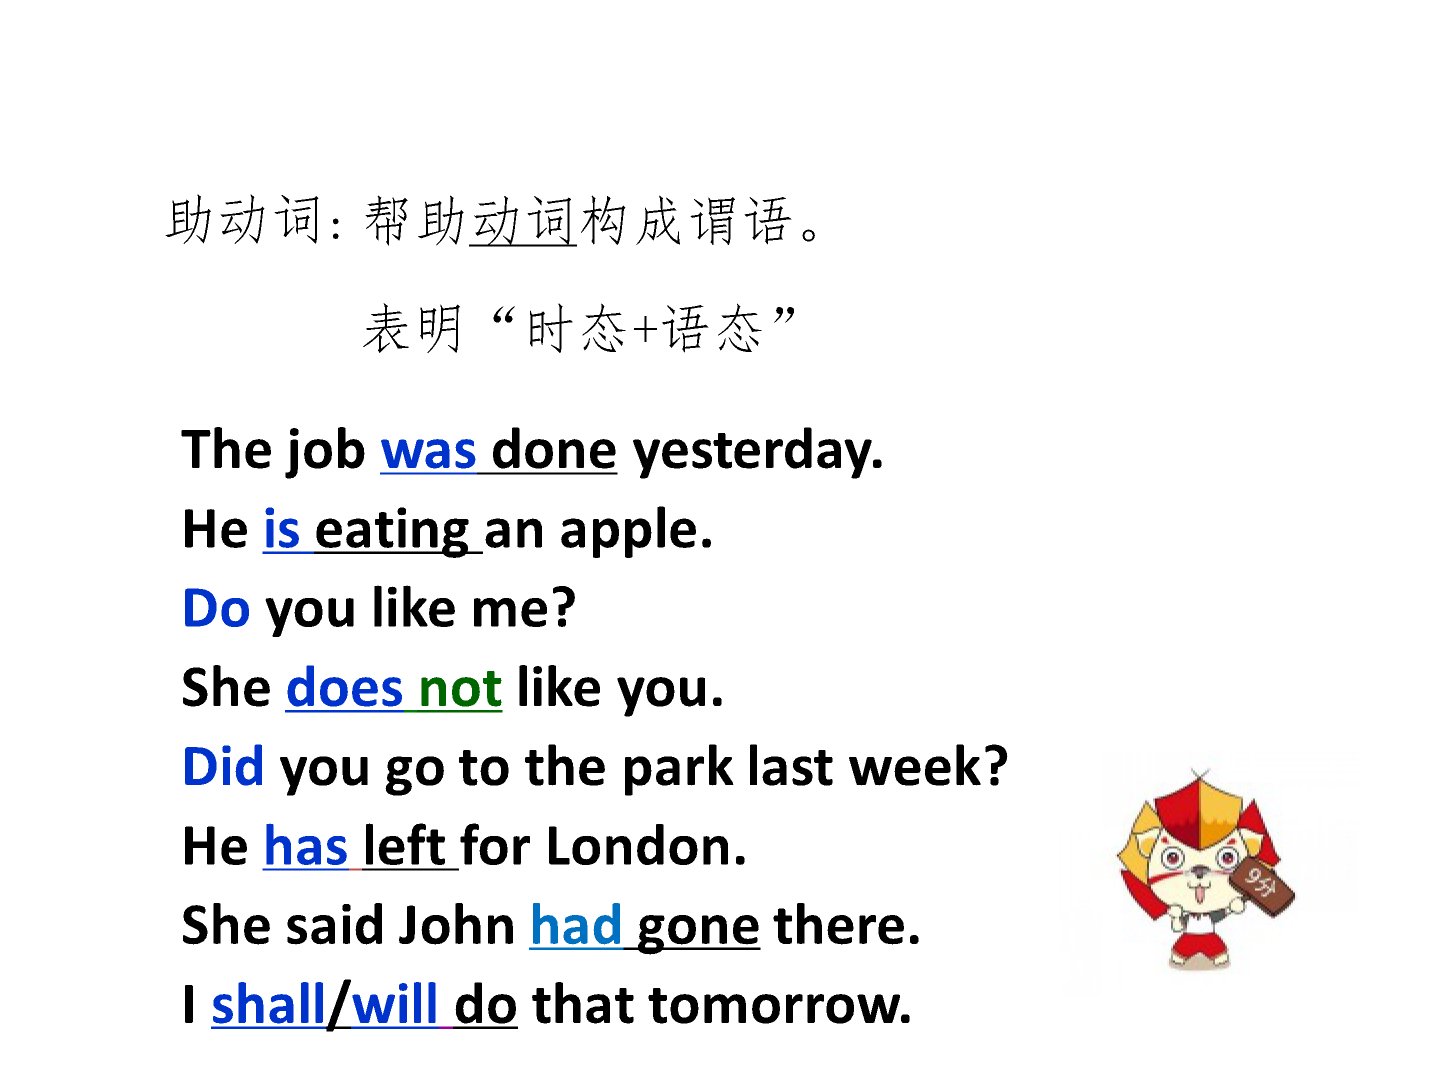 助动词：帮助动词构成谓语。
表明“时态+语态”
The job was done yesterday.
He is eating an apple.
Do you like me?
She does not like you.
Did you go to the park last week?
He has left for London.
She said John had gone there.
I shall/will do that tomorrow.
9分